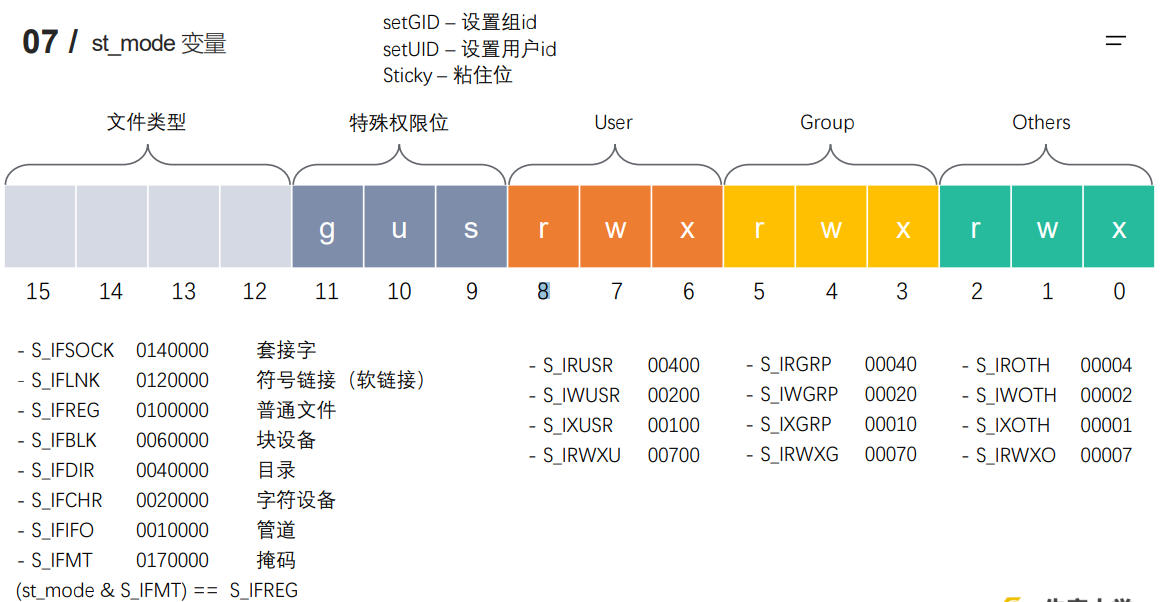 07 / st_mode 变量
setGID – 设置组id
setUID – 设置用户id
Sticky – 粘住位
文件类型 特殊权限位 User Group Others
g u s r w x r w x r w x
15 14 13 12 11 10 9 8 7 6 5 4 3 2 1 0
- S_IFSOCK 0140000 套接字
- S_IFLNK 0120000 符号链接（软链接）
- S_IFREG 0100000 普通文件
- S_IFBLK 0060000 块设备
- S_IFDIR 0040000 目录
- S_IFCHR 0020000 字符设备
- S_IFIFO 0010000 管道
- S_IFMT 0170000 掩码
(st_mode & S_IFMT) == S_IFREG
- S_IRUSR 00400
- S_IWUSR 00200
- S_IXUSR 00100
- S_IRWXU 00700
- S_IRGRP 00040
- S_IWGRP 00020
- S_IXGRP 00010
- S_IRWXG 00070
- S_IROTH 00004
- S_IWOTH 00002
- S_IXOTH 00001
- S_IRWXO 00007